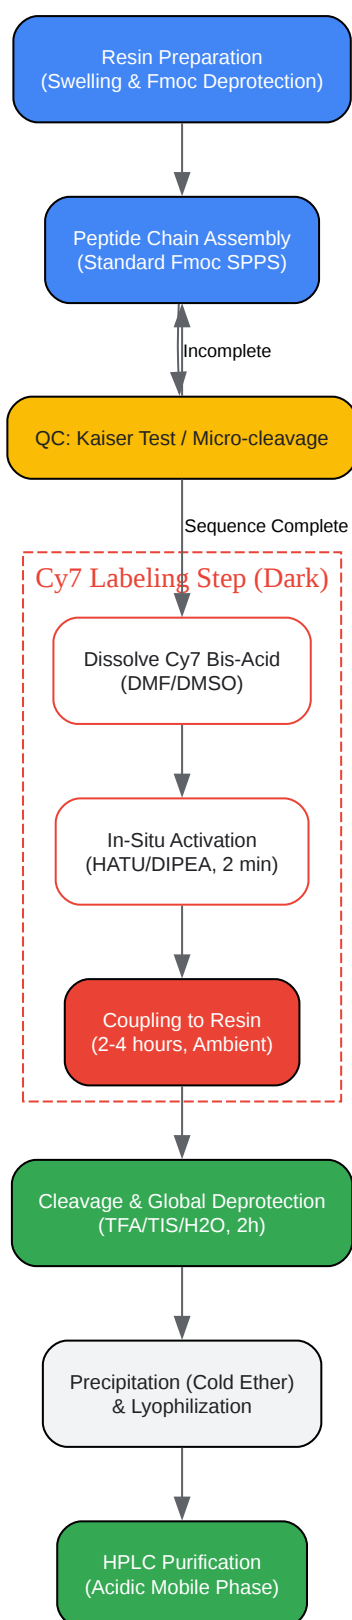 Resin Preparation
(Swelling & Fmoc Deprotection)
Peptide Chain Assembly
(Standard Fmoc SPPS)
Incomplete
QC: Kaiser Test / Micro-cleavage
Sequence Complete
Cy7 Labeling Step (Dark)
Dissolve Cy7 Bis-Acid
(DMF/DMSO)
In-Situ Activation
(HATU/DIPEA, 2 min)
Coupling to Resin
(2-4 hours, Ambient)
Cleavage & Global Deprotection
(TFA/TIS/H2O, 2h)
Precipitation (Cold Ether)
& Lyophilization
HPLC Purification
(Acidic Mobile Phase)